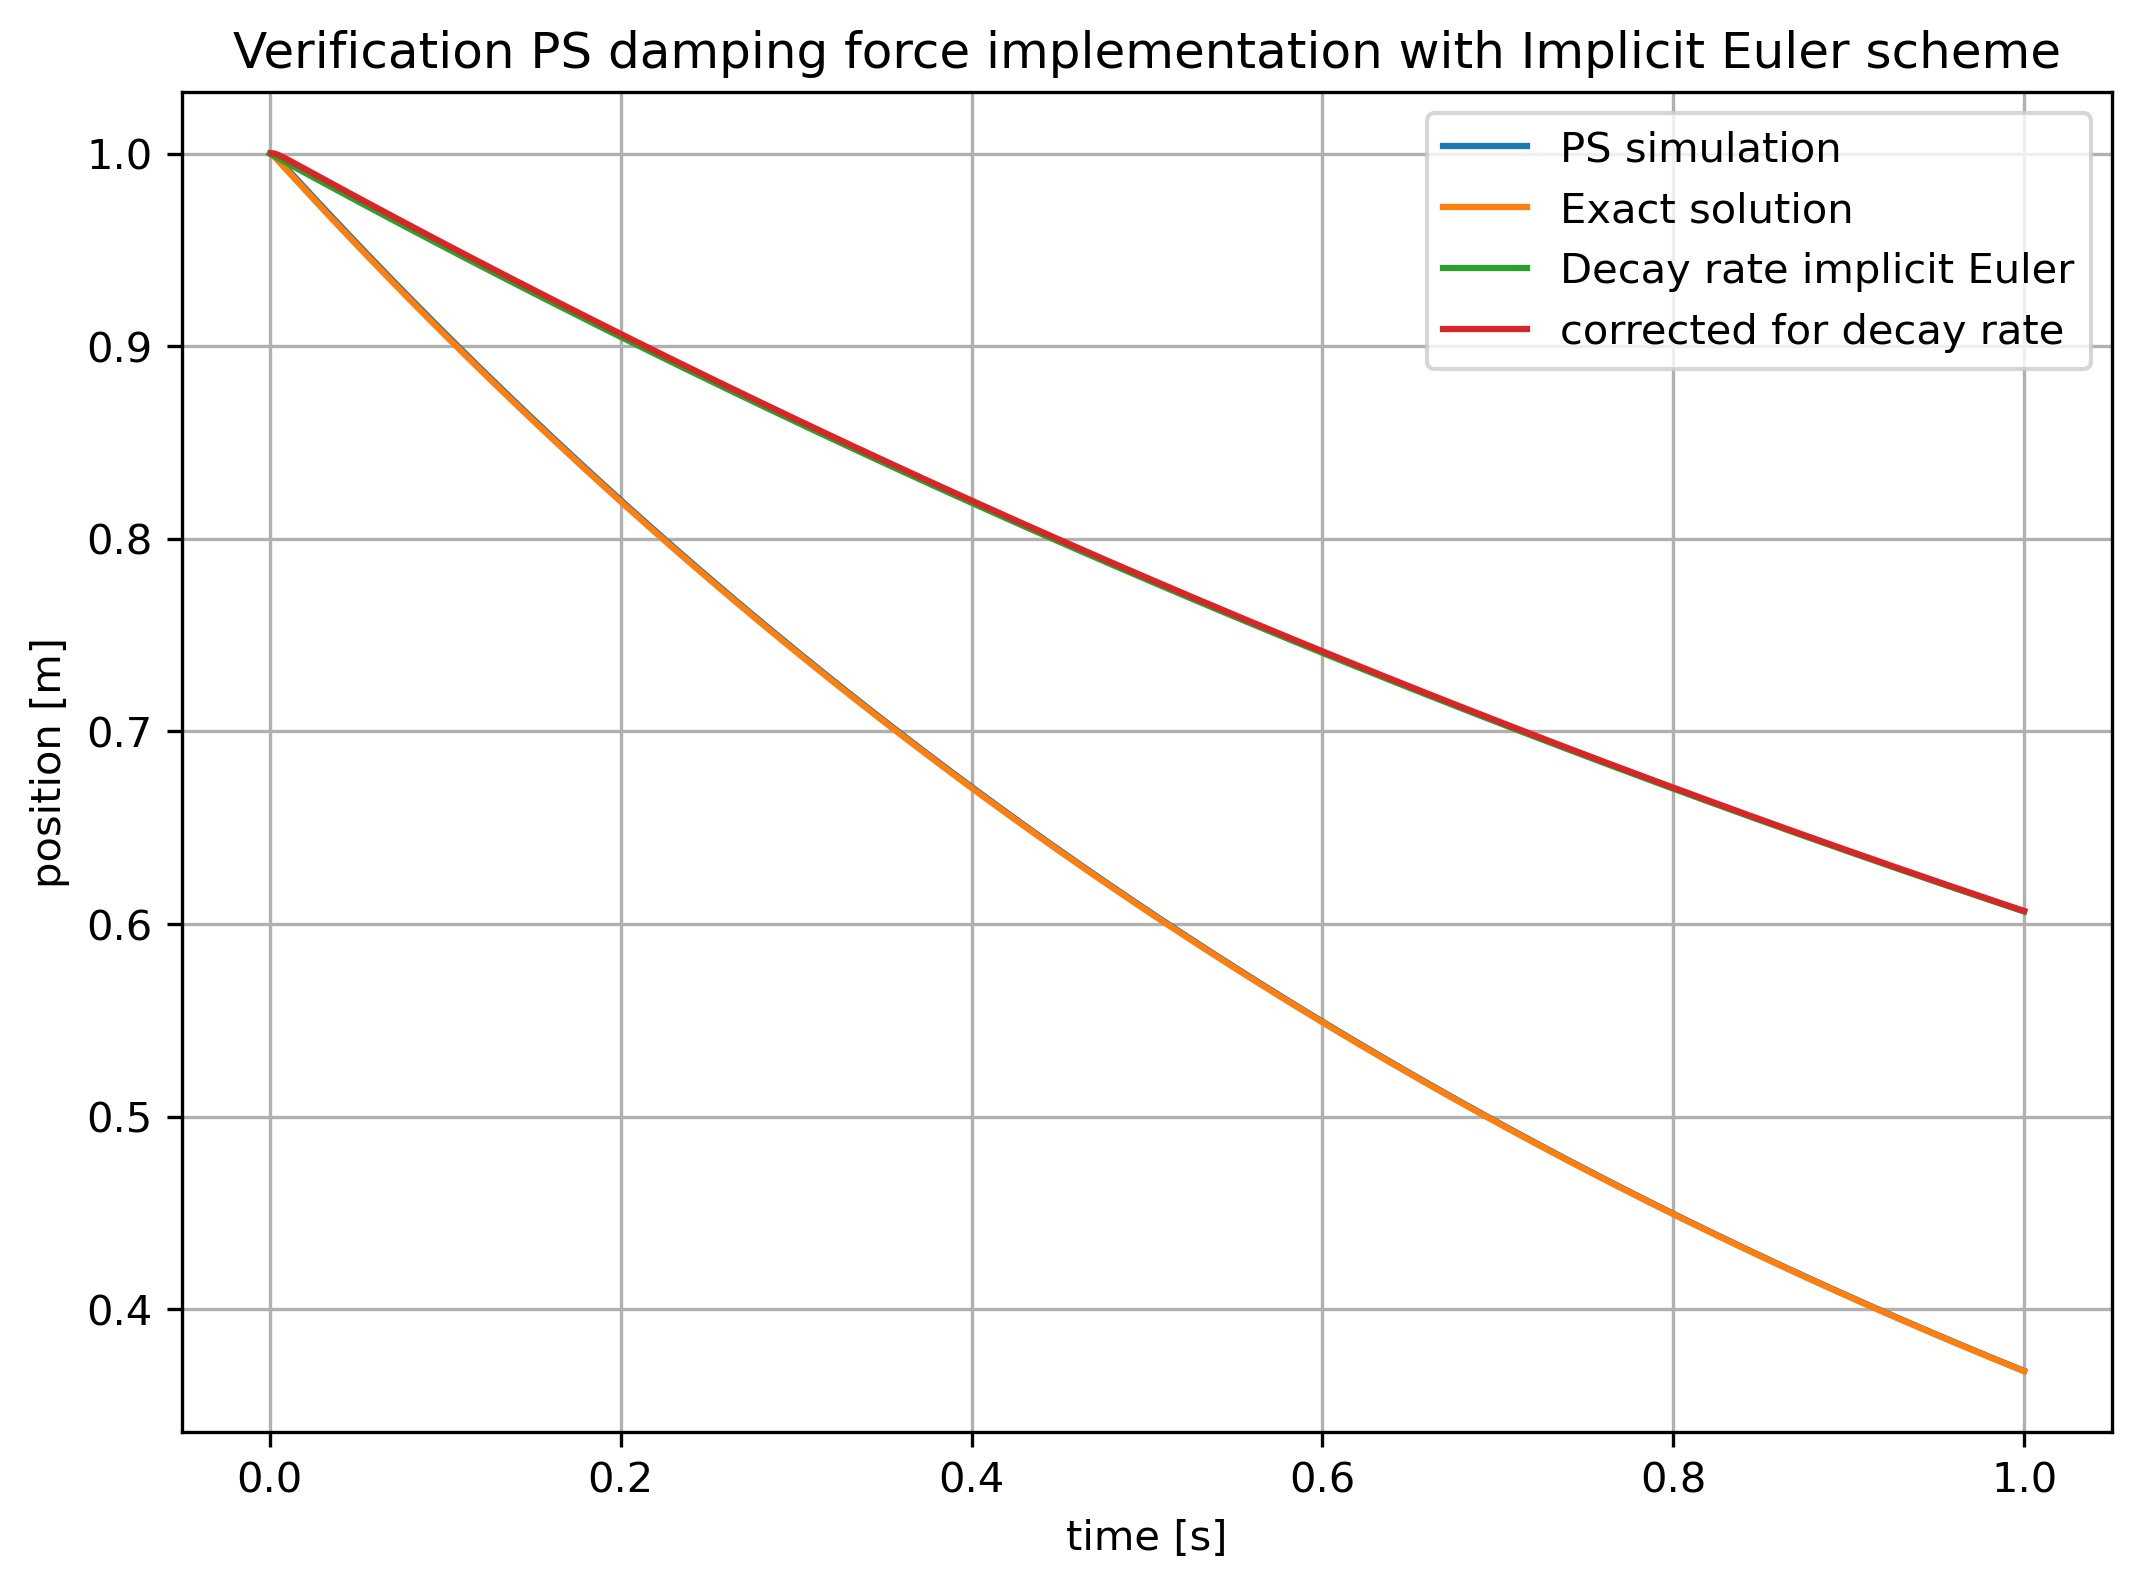 Verification PS damping force implementation with Implicit Euler scheme
PS simulation
Exact solution
Decay rate implicit Euler
corrected for decay rate
position [m]
1.0
0.9
0.8
0.7
0.6
0.5
0.4
0.0 0.2 0.4 0.6 0.8 1.0
time [s]